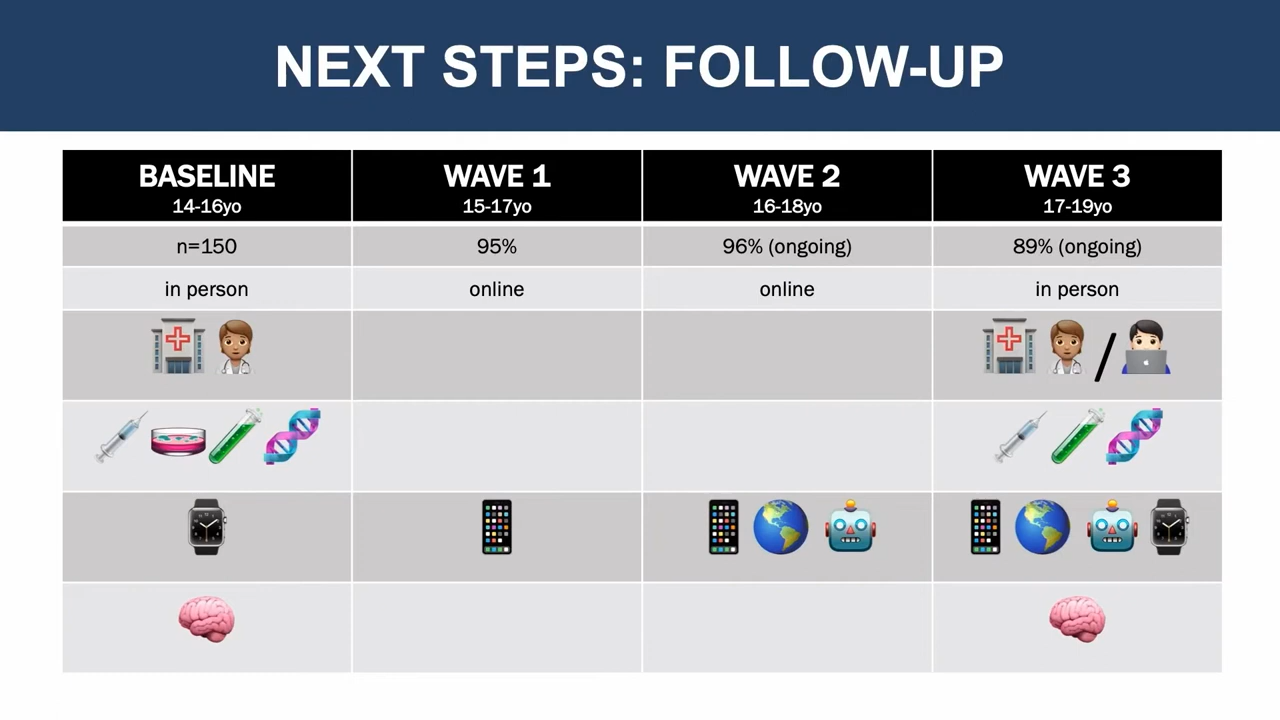 NEXT STEPS: FOLLOW-UP
BASELINE
14-16yo
WAVE 1
15-17yo
WAVE 2
16-18yo
WAVE 3
17-19yo
n=150
95%
96% (ongoing)
89% (ongoing)
in person
online
online
in person
/